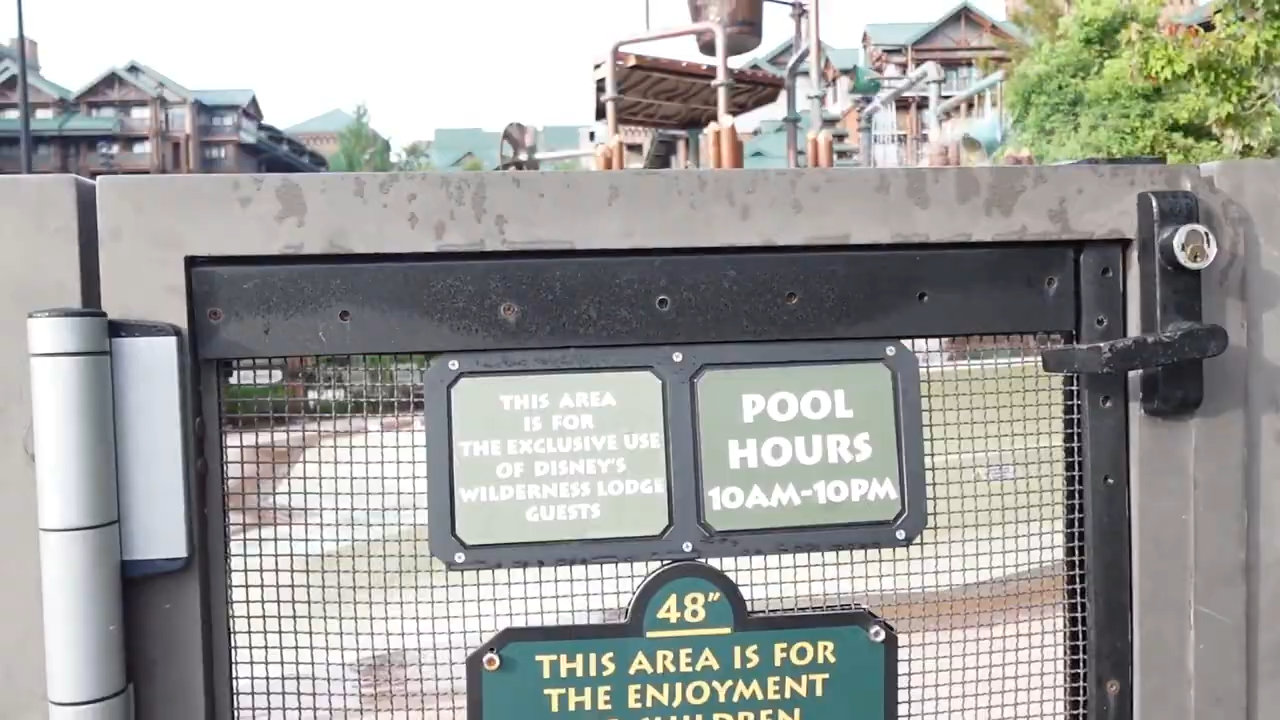 THIS AREA
IS FOR
THE EXCLUSIVE USE
OF DISNEY'S
WILDERNESS LODGE
GUESTS
POOL
HOURS
10AM-10PM
48"
THIS AREA IS FOR
THE ENJOYMENT
CHILDREN